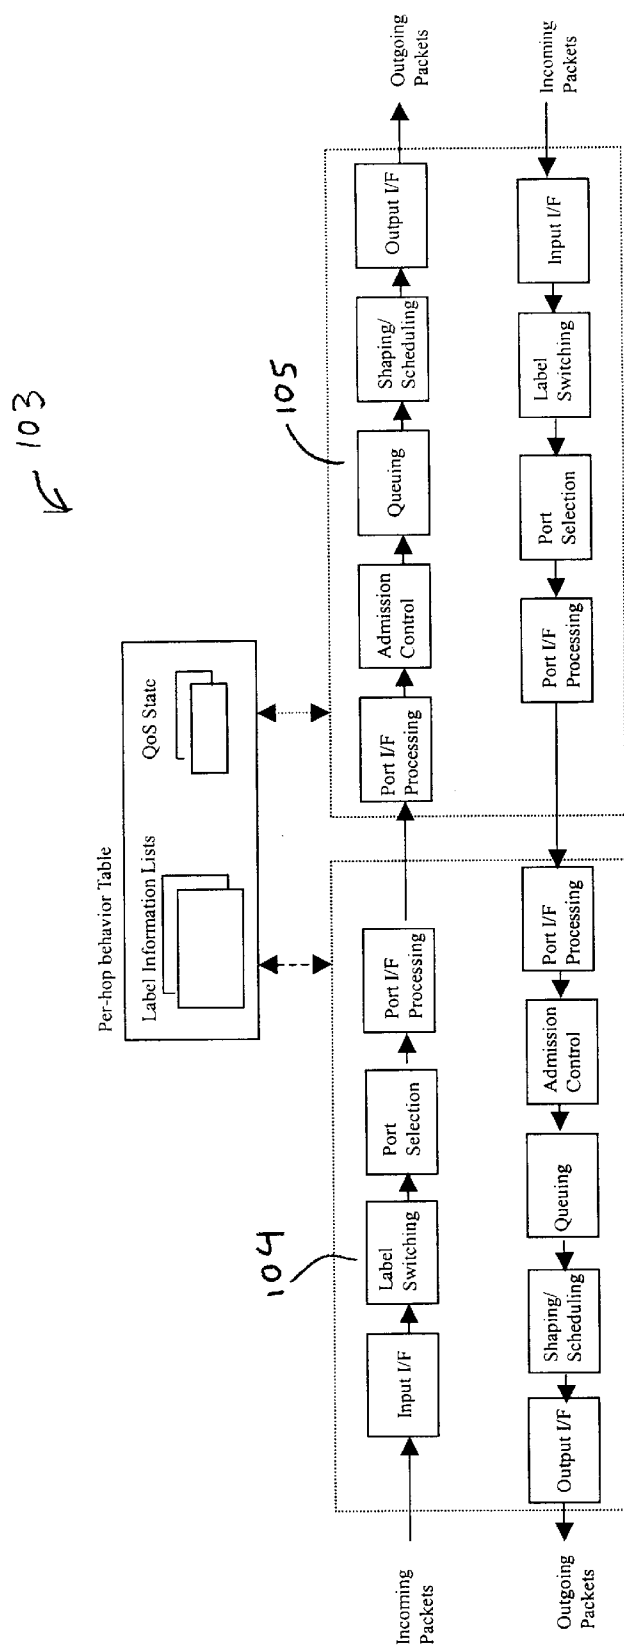 103
Per-hop behavior Table
Label Information Lists
QoS State
104
105
Incoming
Packets
Input I/F
Label
Switching
Port
Selection
Port I/F
Processing
Port I/F
Processing
Admission
Control
Queuing
Shaping/
Scheduling
Output I/F
Outgoing
Packets
Outgoing
Packets
Output I/F
Shaping/
Scheduling
Queuing
Admission
Control
Port I/F
Processing
Port I/F
Processing
Port
Selection
Label
Switching
Input I/F
Incoming
Packets